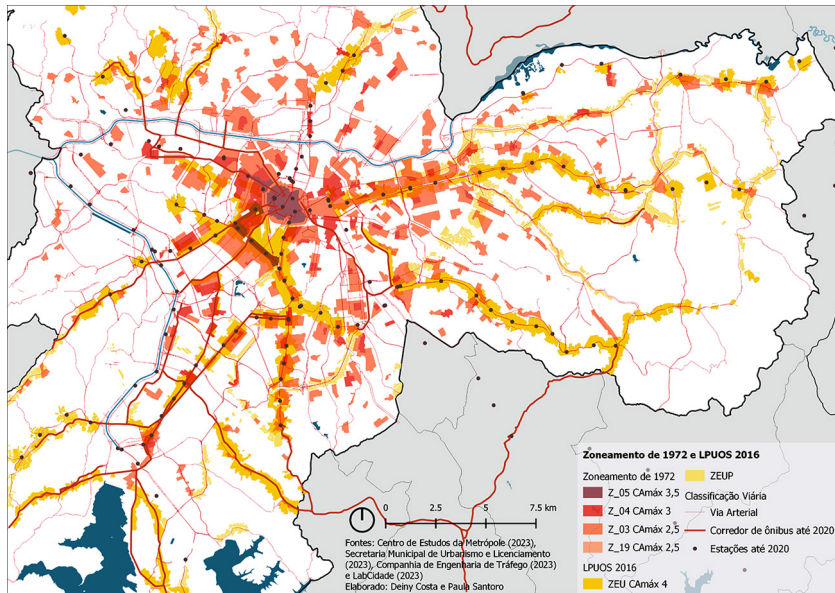 Zoneamento de 1972 e LPUOS 2016
Zoneamento de 1972
Z_05 CAmáx 3,5
Z_04 CAmáx 3
Z_03 CAmáx 2,5
Z_19 CAmáx 2,5
LPUOS 2016
ZEU CAmáx 4
ZEUP
Classificação Viária
Via Arterial
Corredor de ônibus até 2020
Estações até 2020
0 2.5 5 7.5 km
Fontes: Centro de Estudos da Metrópole (2023),
Secretaria Municipal de Urbanismo e Licenciamento
(2023), Companhia de Engenharia de Tráfego (2023)
e LabCidade (2023)
Elaborado: Deiny Costa e Paula Santoro